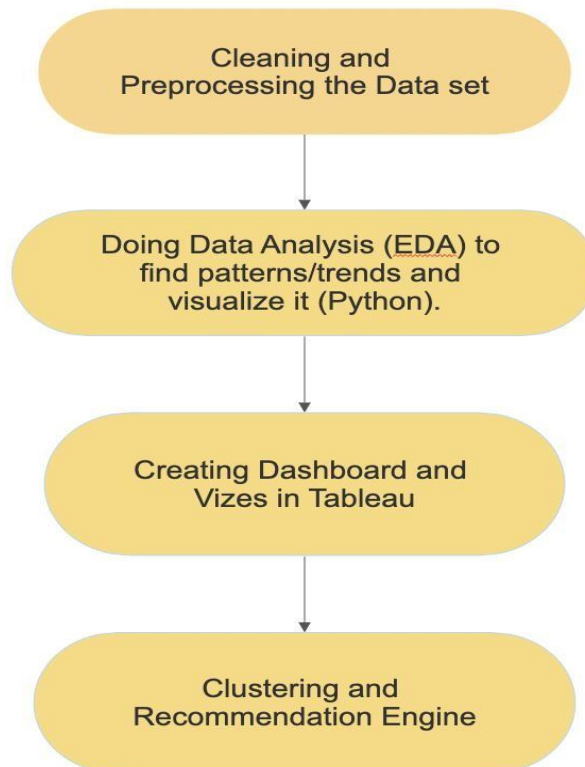 Cleaning and
Preprocessing the Data set
Doing Data Analysis (EDA) to
find patterns/trends and
visualize it (Python).
Creating Dashboard and
Vizes in Tableau
Clustering and
Recommendation Engine